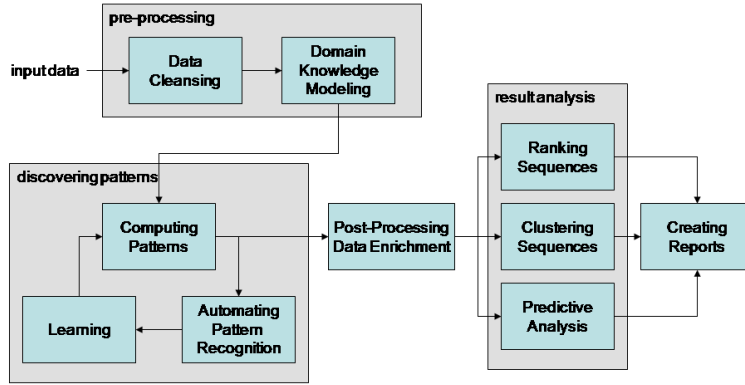 pre-processing
input data
Data
Cleansing
Domain
Knowledge
Modeling
result analysis
Ranking
Sequences
discovering patterns
Computing
Patterns
Post-Processing
Data Enrichment
Clustering
Sequences
Creating
Reports
Learning
Automating
Pattern
Recognition
Predictive
Analysis